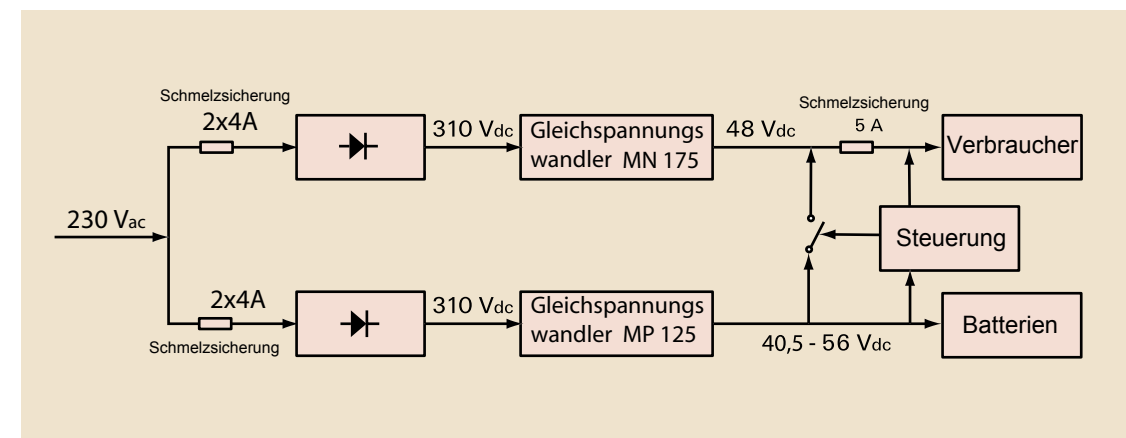 Schmelzsicherung
2x4A
310 Vdc
Gleichspannungs
wandler MN 175
48 Vdc
Schmelzsicherung
5 A
Verbraucher
230 Vac
Steuerung
2x4A
Schmelzsicherung
310 Vdc
Gleichspannungs
wandler MP 125
40,5 - 56 Vdc
Batterien